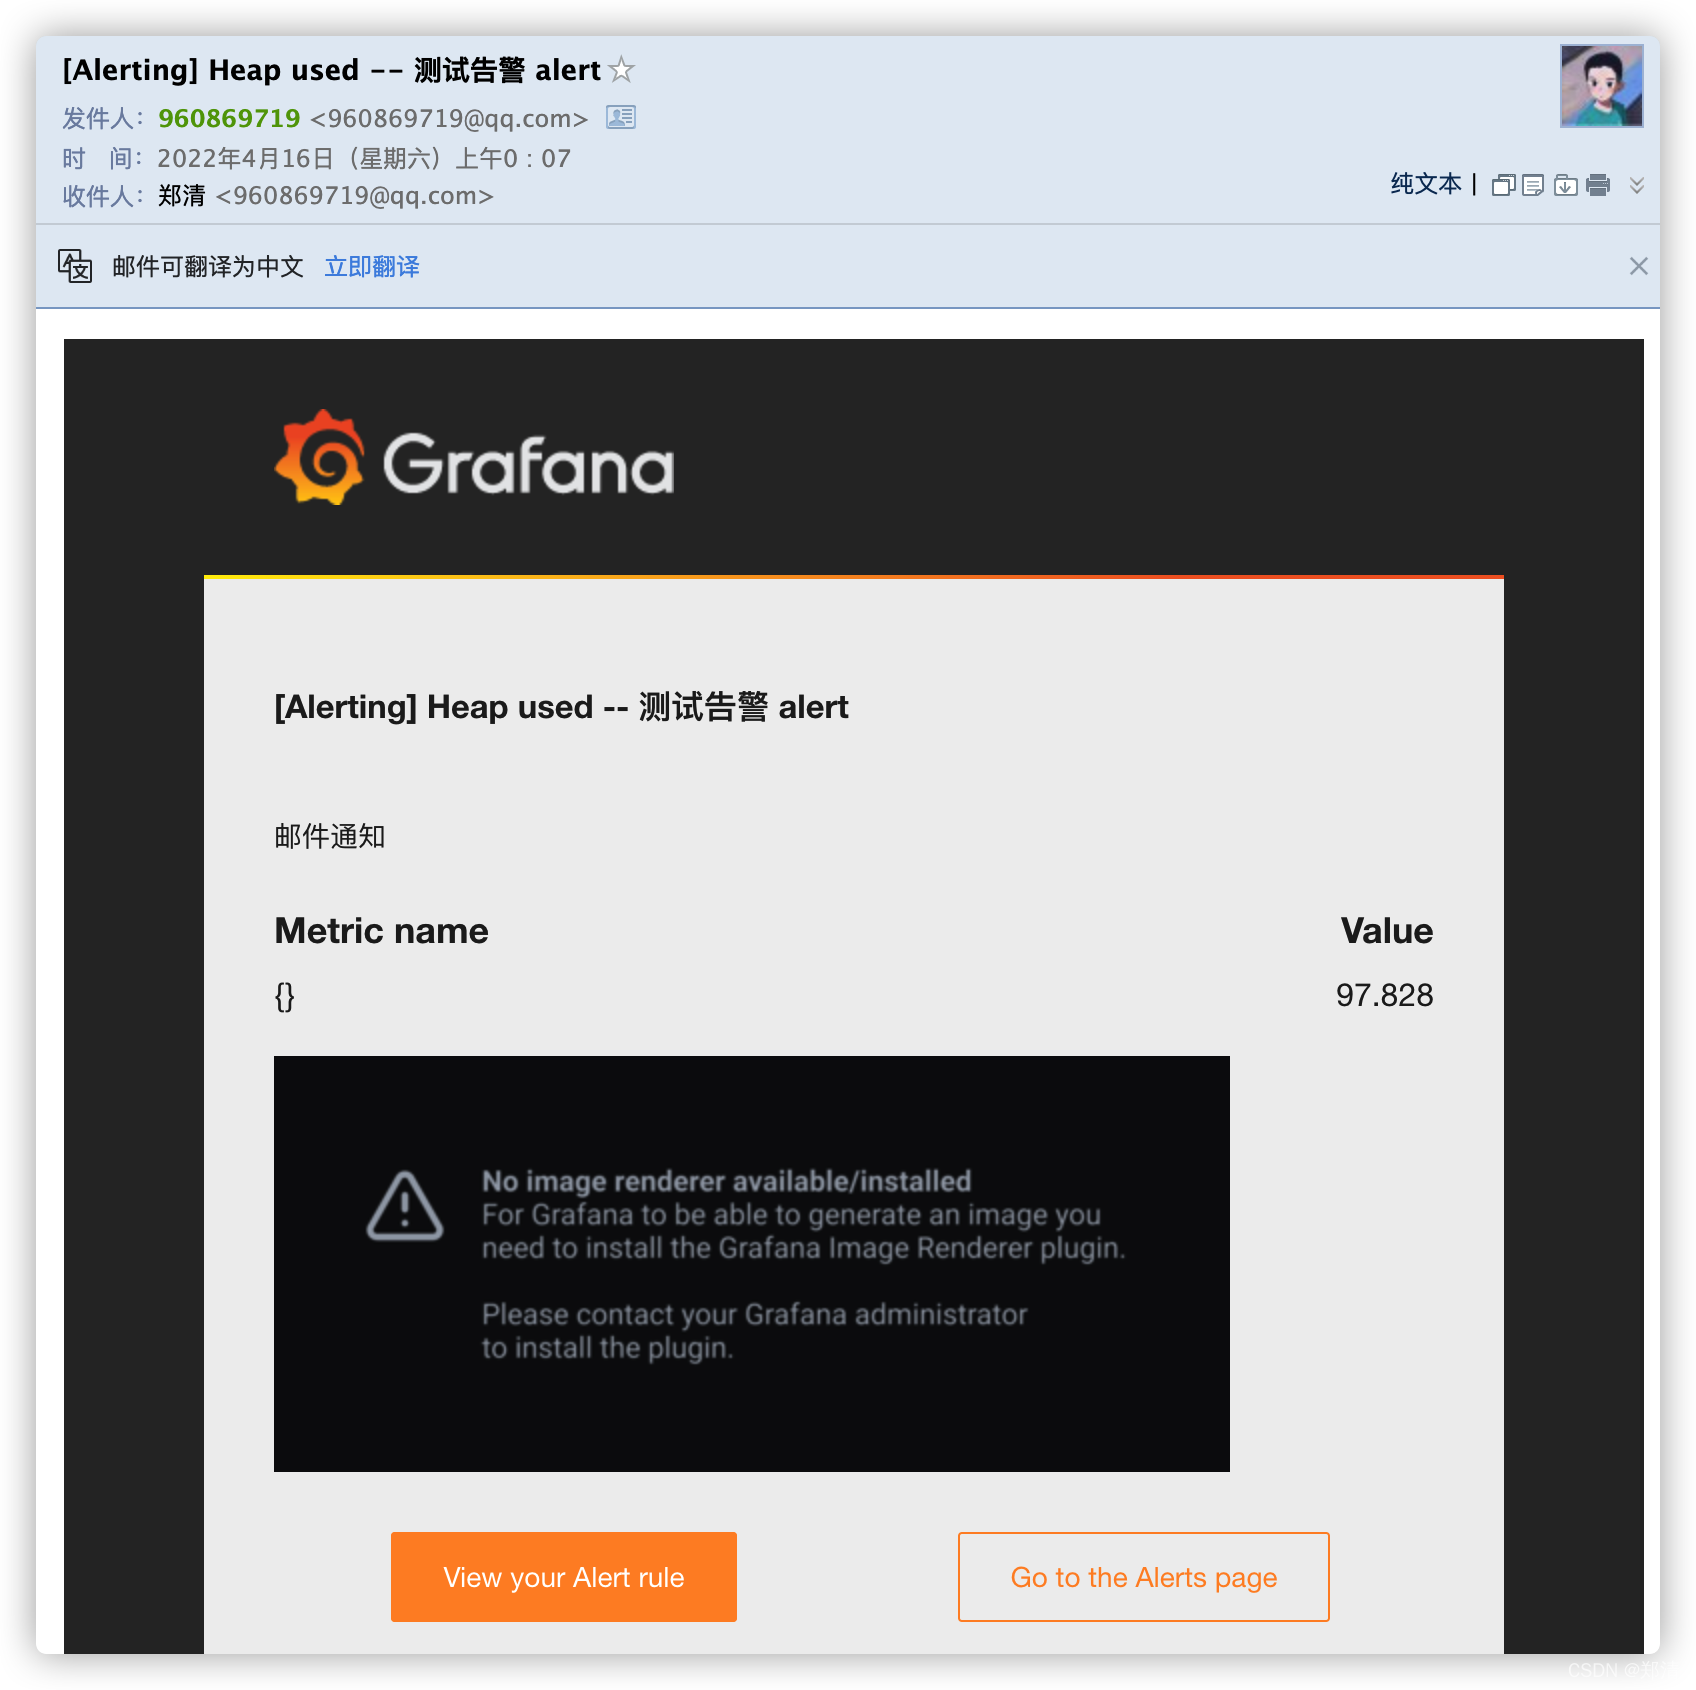 [Alerting] Heap used -- 测试告警 alert
发件人：960869719 <960869719@qq.com>
时　间：2022年4月16日（星期六）上午0：07
收件人：郑清 <960869719@qq.com>
纯文本 |
邮件可翻译为中文 立即翻译
Grafana
[Alerting] Heap used -- 测试告警 alert
邮件通知
Metric name Value
{} 97.828
No image renderer available/installed
For Grafana to be able to generate an image you
need to install the Grafana Image Renderer plugin.
Please contact your Grafana administrator
to install the plugin.
View your Alert rule Go to the Alerts page
CSDN @郑